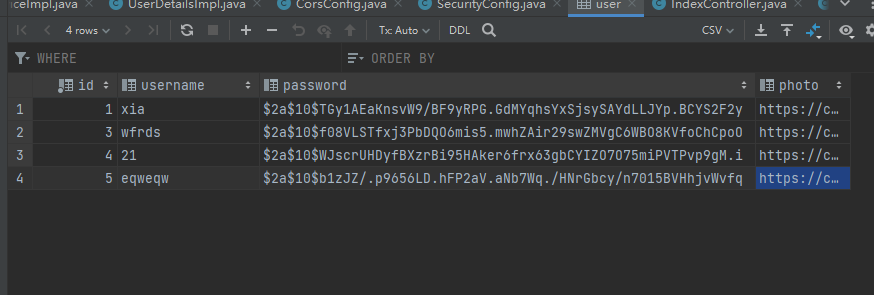 ceImpl.java UserDetailsImpl.java CorsConfig.java SecurityConfig.java user IndexController.java
4 rows Tx: Auto DDL CSV
WHERE ORDER BY
id username password photo
1 1 xia $2a$10$TGy1AEaKnsvW9/BF9yRPG.GdMYqhsYxSjsySAYdLLJYp.BCYS2F2y https://c…
2 3 wfrds $2a$10$f08VLSTfxj3PbDQO6mis5.mwhZAir29swZMVgC6WBO8KVfoChCpoO https://c…
3 4 21 $2a$10$WJscrUHDyfBXzrBi95HAker6frx63gbCYIZO7O75miPVTPvp9gM.i https://c…
4 5 eqweqw $2a$10$b1zJZ/.p9656LD.hFP2aV.aNb7Wq./HNrGbcy/n7015BVHhjvWvfq https://c…